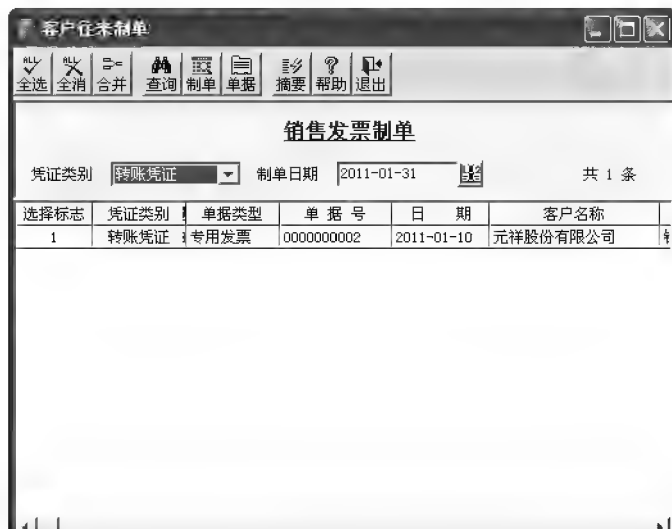 客户往来制单
ALL ALL
全选 全消 合并 查询 制单 单据 摘要 帮助 退出
销售发票制单
凭证类别 转账凭证 制单日期 2011-01-31 共 1 条
选择标志 凭证类别 单据类型 单据号 日 期 客户名称
1 转账凭证 专用发票 0000000002 2011-01-10 元祥股份有限公司